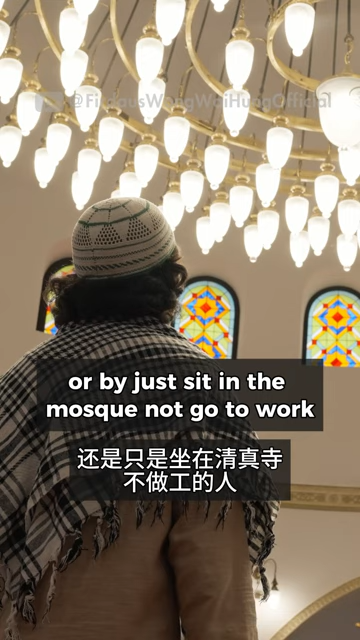 @FirdausWongWaiHungOfficial
or by just sit in the
mosque not go to work
还是只是坐在清真寺
不做工的人